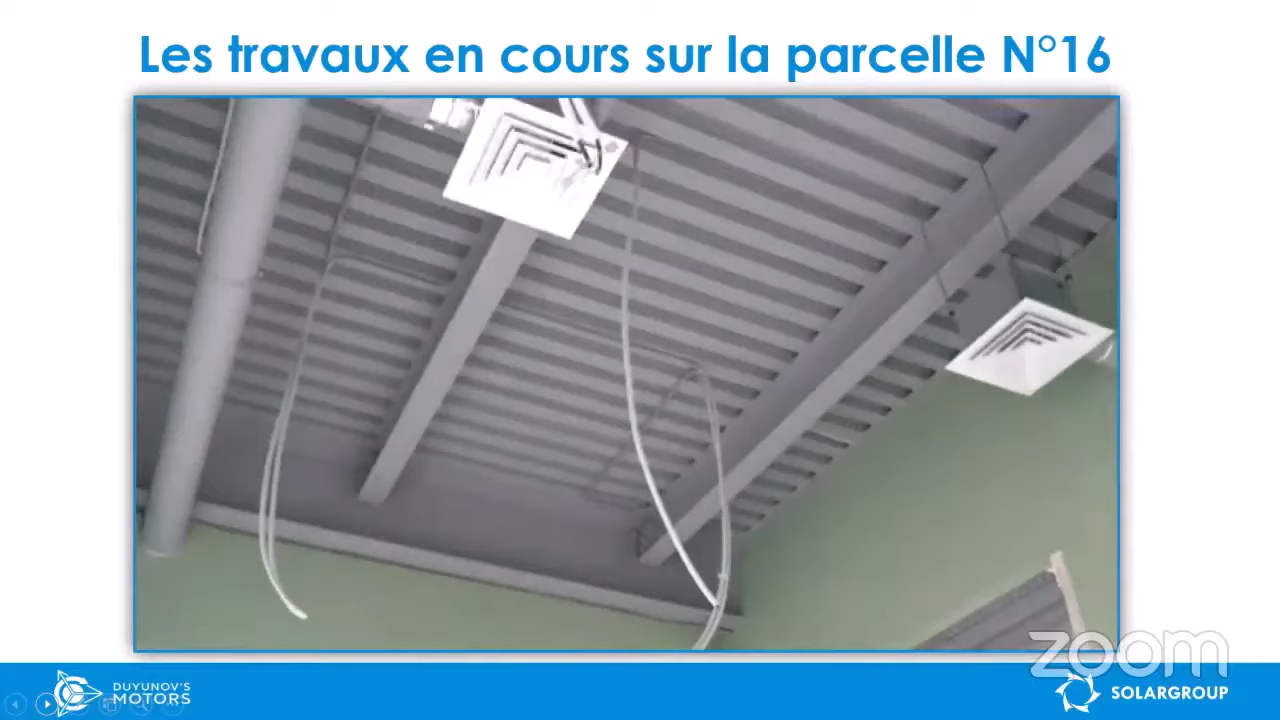 Les travaux en cours sur la parcelle N°16
zoom
DUYUNOV'S
MOTORS
SOLARGROUP